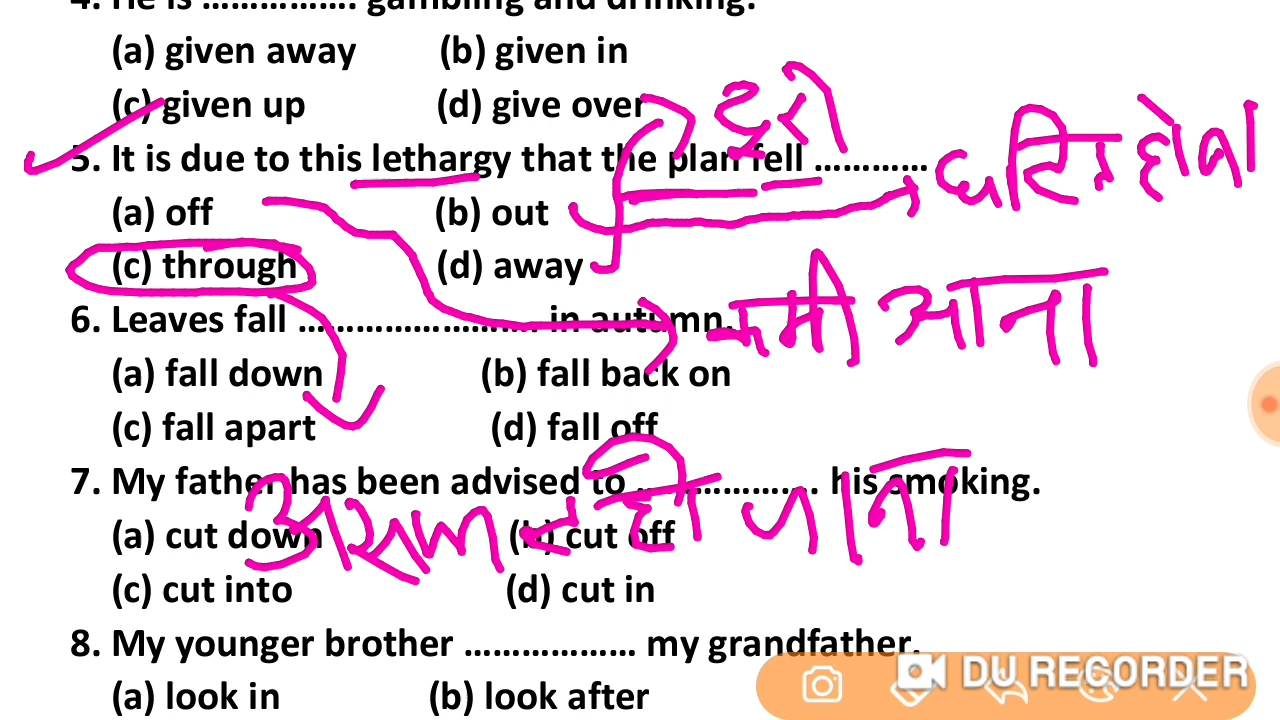 4. He is ……………. gambling and drinking.
(a) given away (b) given in
(c) given up (d) give over
5. It is due to this lethargy that the plan fell …………
(a) off (b) out
(c) through (d) away
घटित होना
6. Leaves fall …………………… in autumn.
कमी आना
(a) fall down (b) fall back on
(c) fall apart (d) fall off
7. My father has been advised to ………………. his smoking.
असफल हो जाना
(a) cut down (b) cut off
(c) cut into (d) cut in
8. My younger brother ……………… my grandfather.
DU RECORDER
(a) look in (b) look after